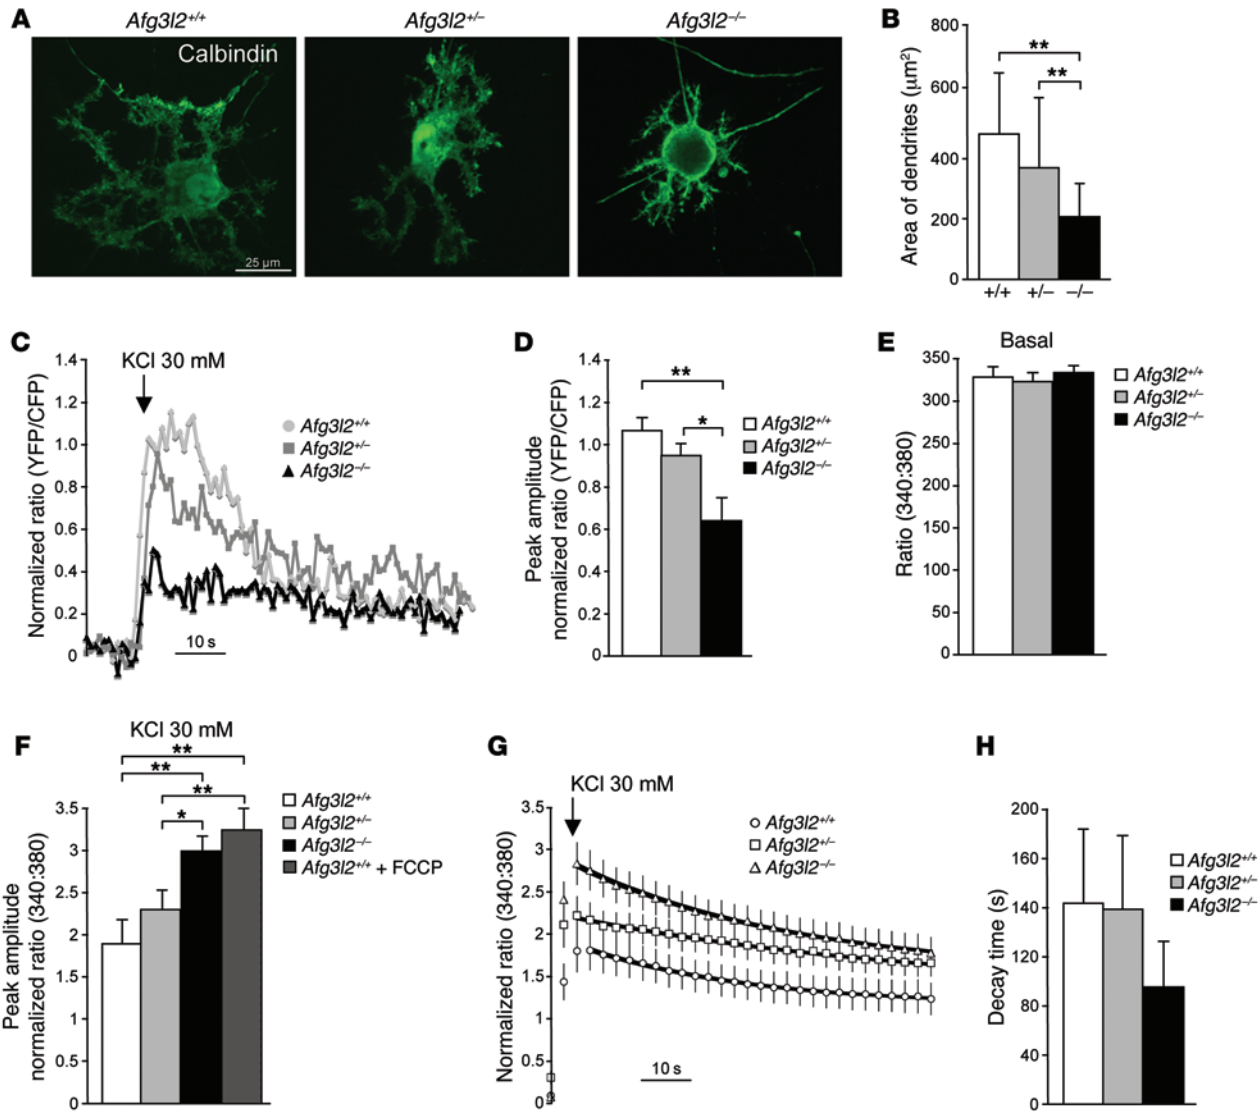 A
Afg3l2+/+
Afg3l2+/–
Afg3l2–/–
Calbindin
25 µm
B
Area of dendrites (µm²)
800
600
400
200
0
**
**
+/+ +/– –/–
C
KCl 30 mM
Normalized ratio (YFP/CFP)
1.4
1.2
1.0
0.8
0.6
0.4
0.2
0
Afg3l2+/+
Afg3l2+/–
Afg3l2–/–
10 s
D
Peak amplitude
normalized ratio (YFP/CFP)
1.4
1.2
1.0
0.8
0.6
0.4
0.2
0
**
*
Afg3l2+/+
Afg3l2+/–
Afg3l2–/–
E
Basal
Ratio (340:380)
350
300
250
200
150
100
50
0
Afg3l2+/+
Afg3l2+/–
Afg3l2–/–
F
KCl 30 mM
**
**
**
*
Peak amplitude
normalized ratio (340:380)
3.5
3
2.5
2
1.5
1
0.5
0
Afg3l2+/+
Afg3l2+/–
Afg3l2–/–
Afg3l2+/+ + FCCP
G
KCl 30 mM
Normalized ratio (340:380)
3.5
3
2.5
2
1.5
1
0.5
0
Afg3l2+/+
Afg3l2+/–
Afg3l2–/–
10 s
H
Decay time (s)
200
160
140
120
80
40
0
Afg3l2+/+
Afg3l2+/–
Afg3l2–/–